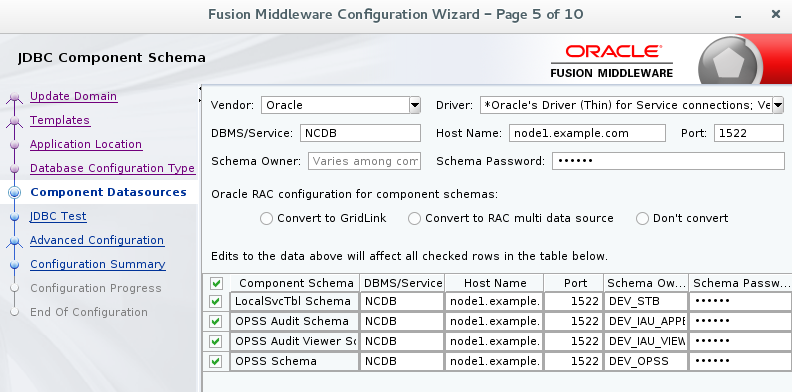 Fusion Middleware Configuration Wizard – Page 5 of 10
JDBC Component Schema
ORACLE
FUSION MIDDLEWARE
Update Domain
Templates
Application Location
Database Configuration Type
Component Datasources
JDBC Test
Advanced Configuration
Configuration Summary
Configuration Progress
End Of Configuration
Vendor: Oracle Driver: *Oracle's Driver (Thin) for Service connections; Ve
DBMS/Service: NCDB Host Name: node1.example.com Port: 1522
Schema Owner: Varies among com Schema Password: ••••••
Oracle RAC configuration for component schemas:
Convert to GridLink Convert to RAC multi data source Don't convert
Edits to the data above will affect all checked rows in the table below.
Component Schema DBMS/Service Host Name Port Schema Ow... Schema Passw...
LocalSvcTbl Schema NCDB node1.example. 1522 DEV_STB ••••••
OPSS Audit Schema NCDB node1.example. 1522 DEV_IAU_APPE ••••••
OPSS Audit Viewer Sc NCDB node1.example. 1522 DEV_IAU_VIEW ••••••
OPSS Schema NCDB node1.example. 1522 DEV_OPSS ••••••